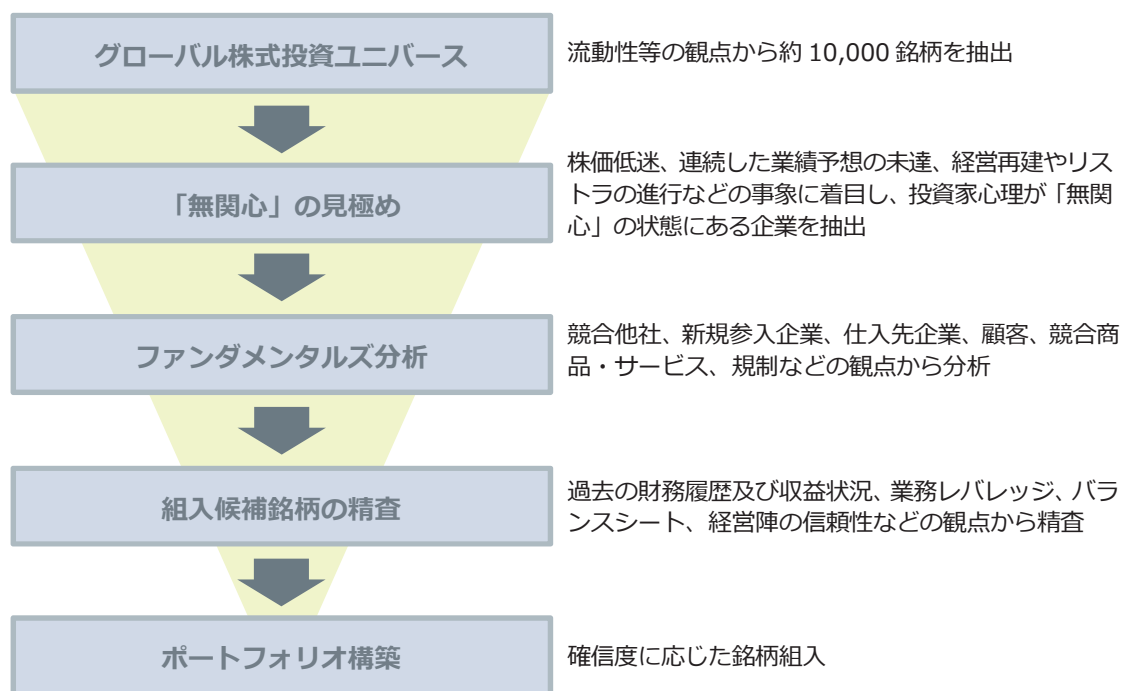 グローバル株式投資ユニバース
流動性等の観点から約 10,000 銘柄を抽出
「無関心」の見極め
株価低迷、連続した業績予想の未達、経営再建やリス
トラの進行などの事象に着目し、投資家心理が「無関
心」の状態にある企業を抽出
ファンダメンタルズ分析
競合他社、新規参入企業、仕入先企業、顧客、競合商
品・サービス、規制などの観点から分析
組入候補銘柄の精査
過去の財務履歴及び収益状況、業務レバレッジ、バラ
ンスシート、経営陣の信頼性などの観点から精査
ポートフォリオ構築
確信度に応じた銘柄組入